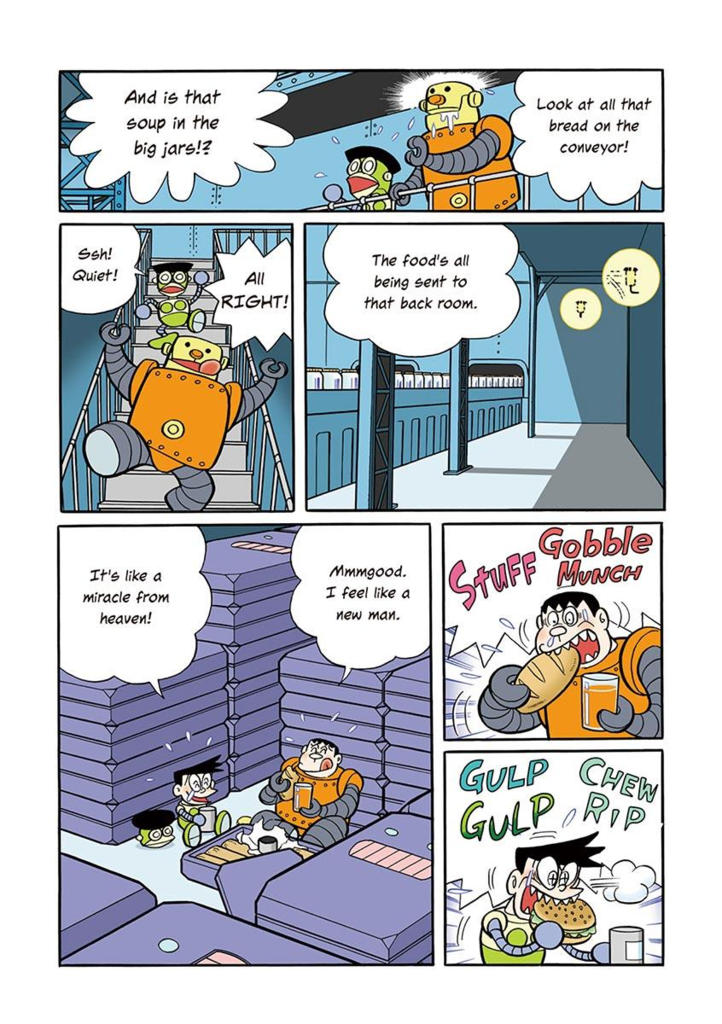 Look at all that
bread on the
conveyor!
And is that
soup in the
big jars!?
The food's all
being sent to
that back room.
All
RIGHT!
Ssh!
Quiet!
Gobble
Munch
Stuff
Chew
Rip
Gulp
Gulp
Mmmgood.
I feel like a
new man.
It's like a
miracle from
heaven!